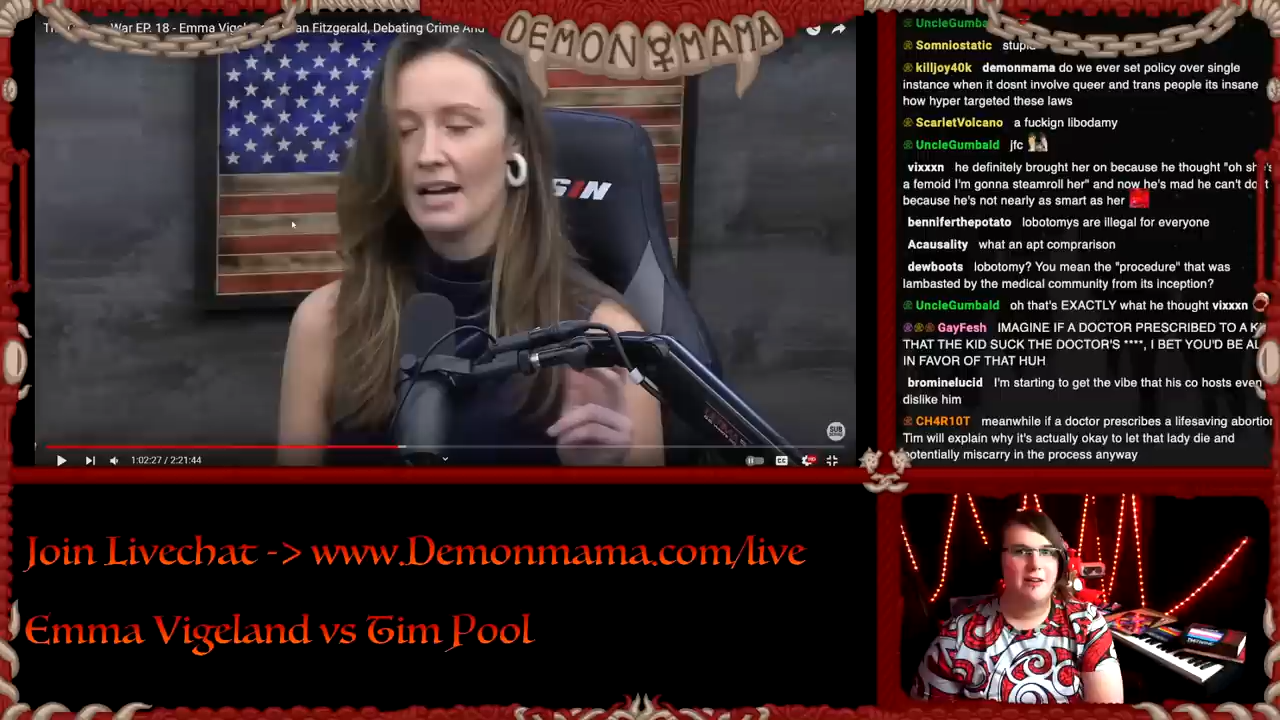 War EP. 18 - Emma
an Fitzgerald, Debating Crime And
DEMON MAMA
SUB
1:02:27 / 2:21:44
CC
HD
Join Livechat -> www.Demonmama.com/live
Emma Vigeland vs Tim Pool
Somniostatic
killjoy40k demonmama do we ever set policy over single
instance when it dosnt involve queer and trans people its insane
how hyper targeted these laws
ScarletVolcano a fuckign libodamy
UncleGumbald jfc
vixxxn he definitely brought her on because he thought "oh
a femoid I'm gonna steamroll her" and now he's mad he can't
because he's not nearly as smart as her
benniferthepotato lobotomys are illegal for everyone
Acausality what an apt comparison
dewboots lobotomy? You mean the "procedure" that was
lambasted by the medical community from its inception?
UncleGumbald oh that's EXACTLY what he thought vixxxn
GayFesh IMAGINE IF A DOCTOR PRESCRIBED TO A
THAT THE KID SUCK THE DOCTOR'S ****, I BET YOU'D BE
IN FAVOR OF THAT HUH
brominelucid I'm starting to get the vibe that his co hosts even
dislike him
CH4R10T meanwhile if a doctor prescribes a lifesaving
Tim will explain why it's actually okay to let that lady die and
potentially miscarry in the process anyway